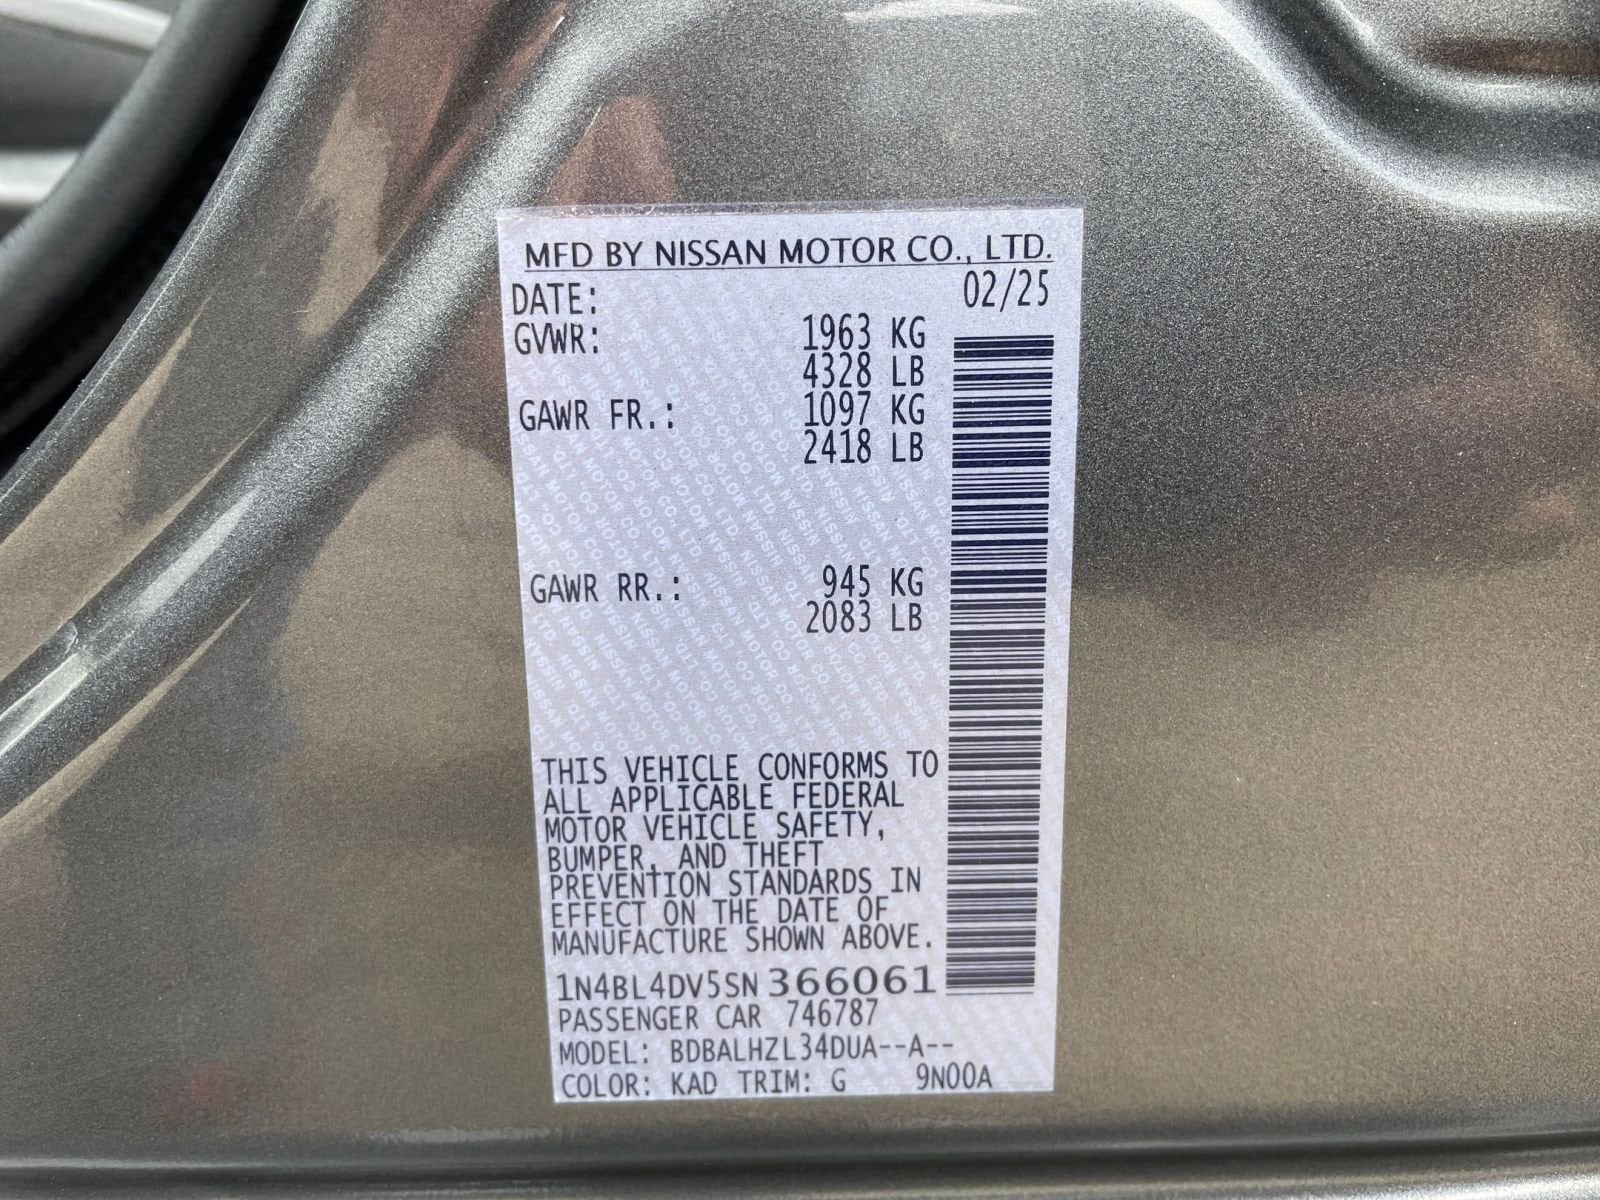 MFD BY NISSAN MOTOR CO., LTD.
DATE: 02/25
GVWR: 1963 KG
4328 LB
GAWR FR.: 1097 KG
2418 LB
GAWR RR.: 945 KG
2083 LB
THIS VEHICLE CONFORMS TO
ALL APPLICABLE FEDERAL
MOTOR VEHICLE SAFETY,
BUMPER, AND THEFT
PREVENTION STANDARDS IN
EFFECT ON THE DATE OF
MANUFACTURE SHOWN ABOVE.
1N4BL4DV5SN366061
PASSENGER CAR 746787
MODEL: BDBALHZL34DUA--A--
COLOR: KAD TRIM: G 9N00A